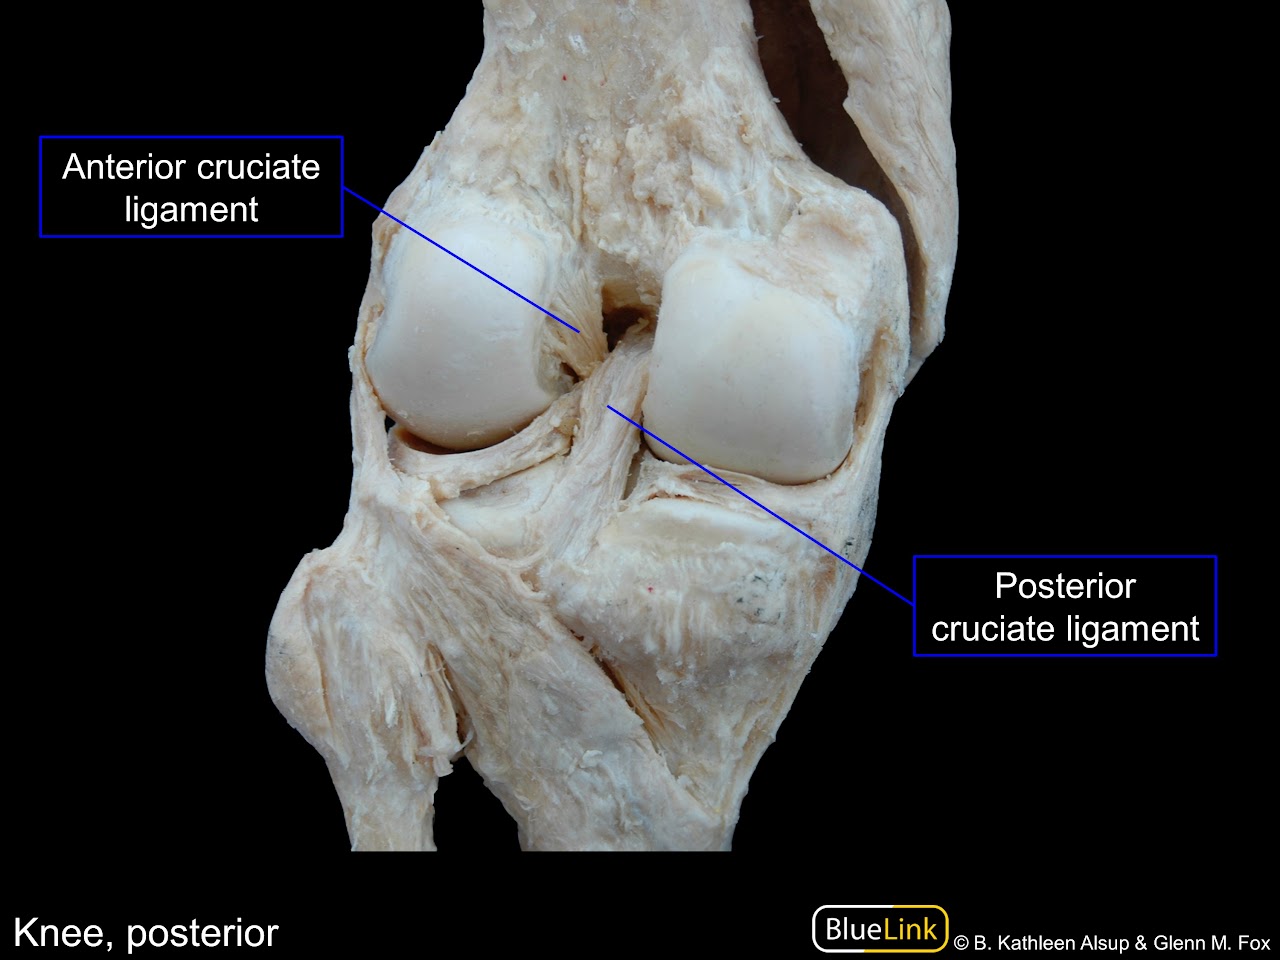 Anterior cruciate
ligament
Posterior
cruciate ligament
Knee, posterior
BlueLink
© B. Kathleen Alsup & Glenn M. Fox